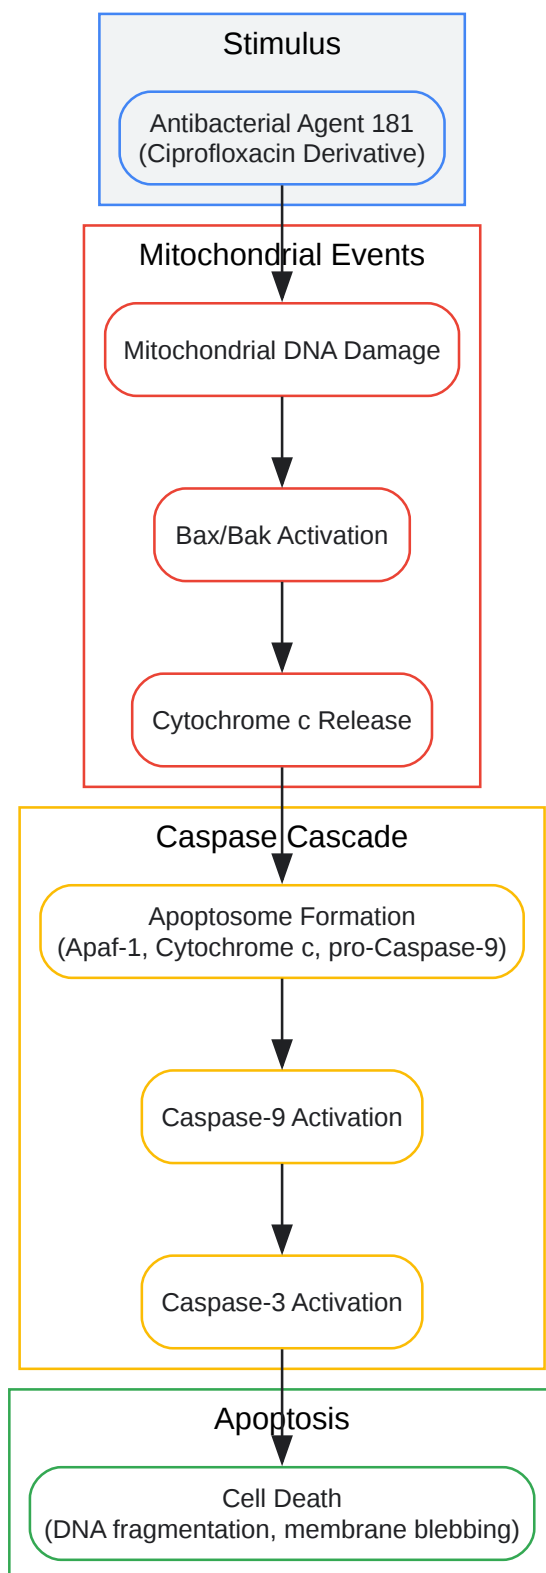 Stimulus
Antibacterial Agent 181
(Ciprofloxacin Derivative)
Mitochondrial Events
Mitochondrial DNA Damage
Bax/Bak Activation
Cytochrome c Release
Caspase Cascade
Apoptosome Formation
(Apaf-1, Cytochrome c, pro-Caspase-9)
Caspase-9 Activation
Caspase-3 Activation
Apoptosis
Cell Death
(DNA fragmentation, membrane blebbing)